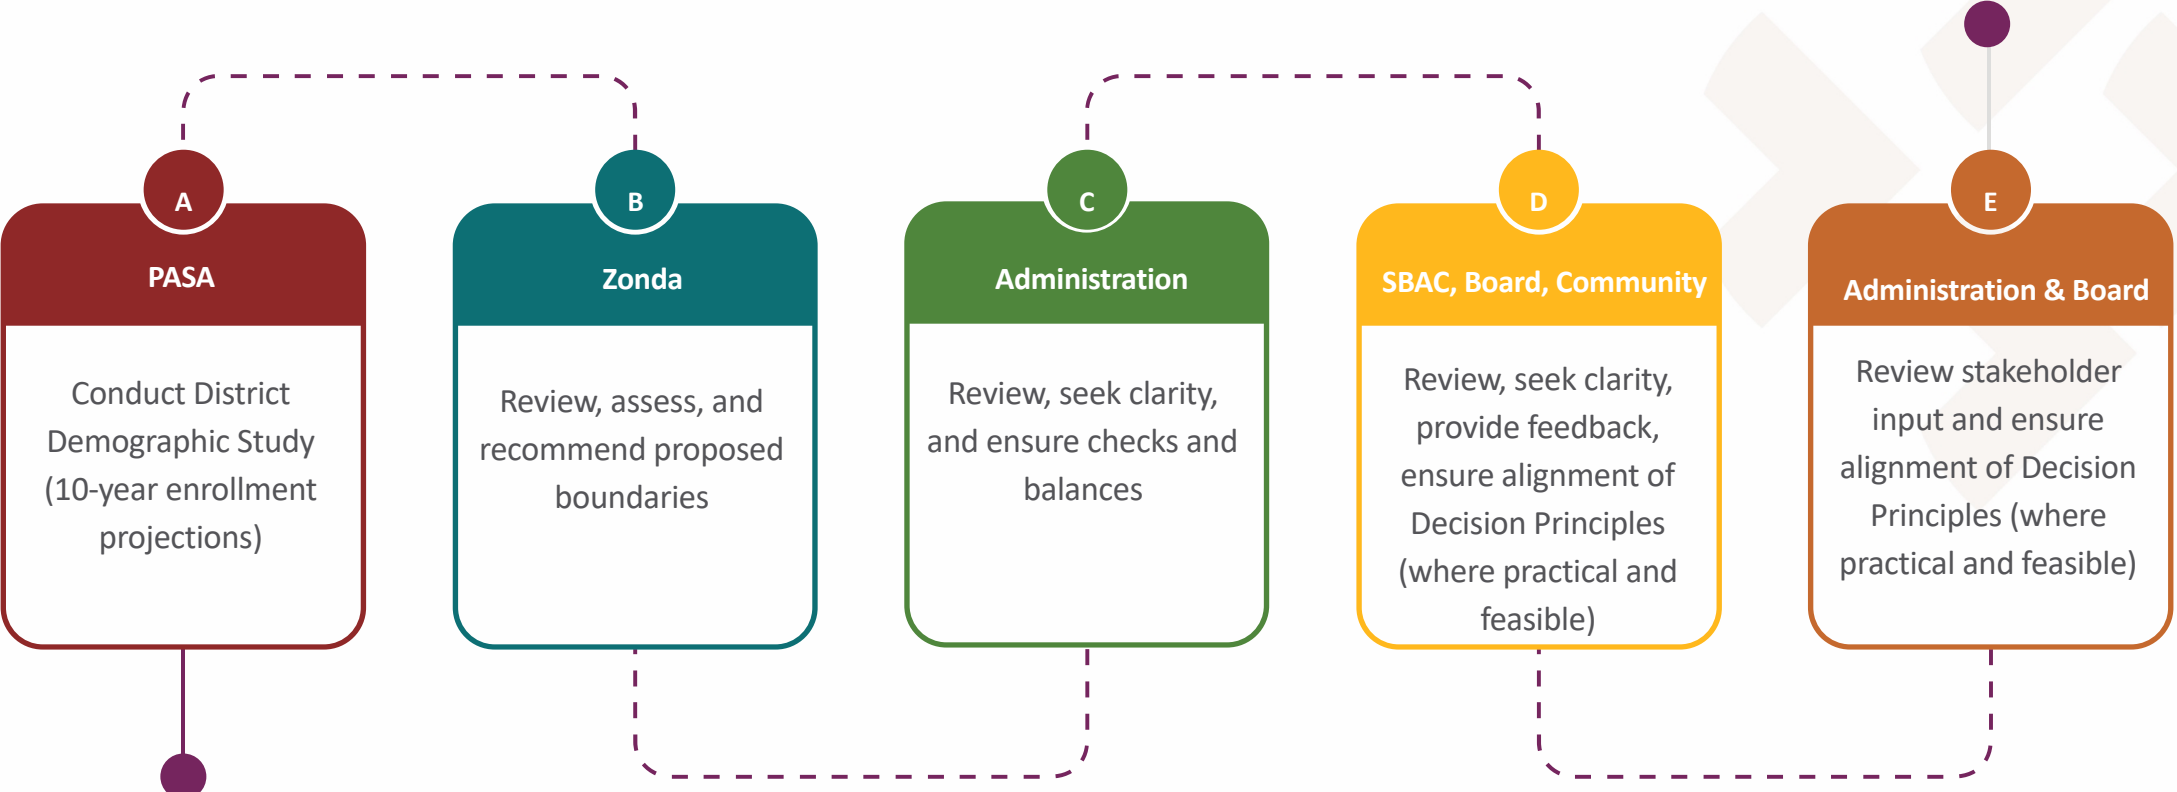 A
PASA
Conduct District
Demographic Study
(10-year enrollment
projections)
B
Zonda
Review, assess, and
recommend proposed
boundaries
C
Administration
Review, seek clarity,
and ensure checks and
balances
D
SBAC, Board, Community
Review, seek clarity,
provide feedback,
ensure alignment of
Decision Principles
(where practical and
feasible)
E
Administration & Board
Review stakeholder
input and ensure
alignment of Decision
Principles (where
practical and feasible)